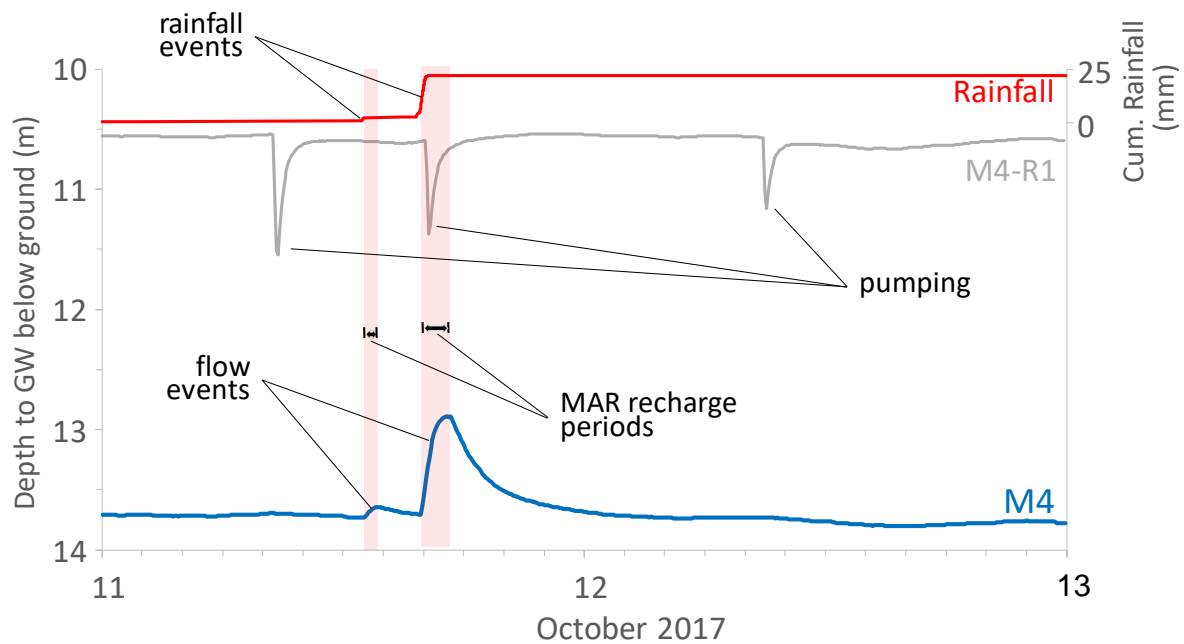 rainfall
events
10
11
12
13
14
Depth to GW below ground (m)
25
0
Cum. Rainfall
(mm)
Rainfall
M4-R1
pumping
flow
events
MAR recharge
periods
M4
11
12
13
October 2017